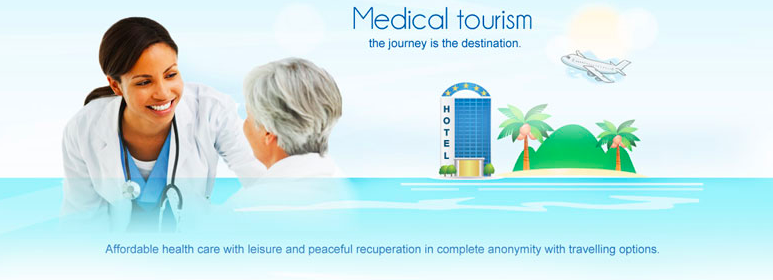 Medical tourism
the journey is the destination.
HOTEL
Affordable health care with leisure and peaceful recuperation in complete anonymity with travelling options.